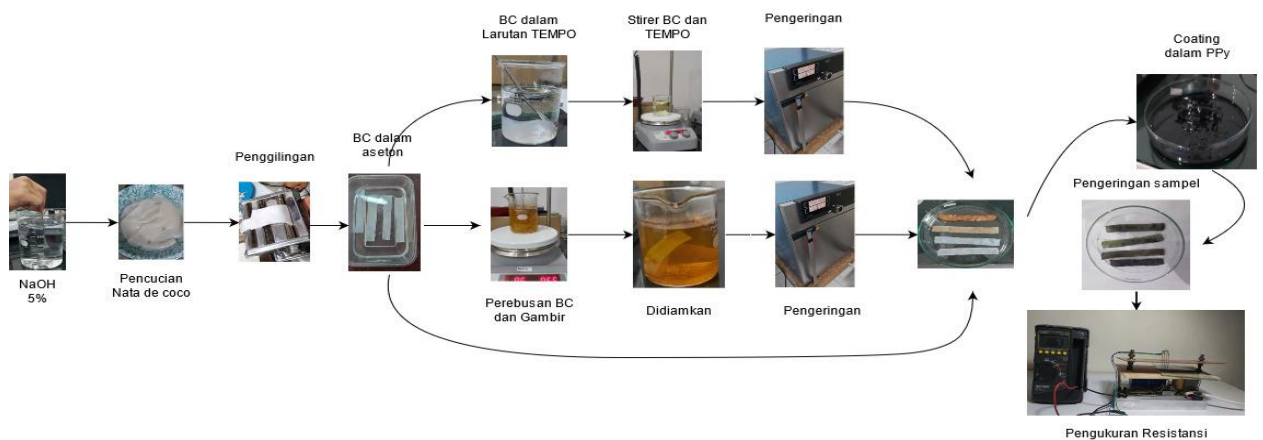 NaOH
5%
Pencucian
Nata de coco
Penggilingan
BC dalam
aseton
BC dalam
Larutan TEMPO
Stirer BC dan
TEMPO
Pengeringan
Perebusan BC
dan Gambir
Didiamkan
Pengeringan
Coating
dalam PPy
Pengeringan sampel
Pengukuran Resistansi